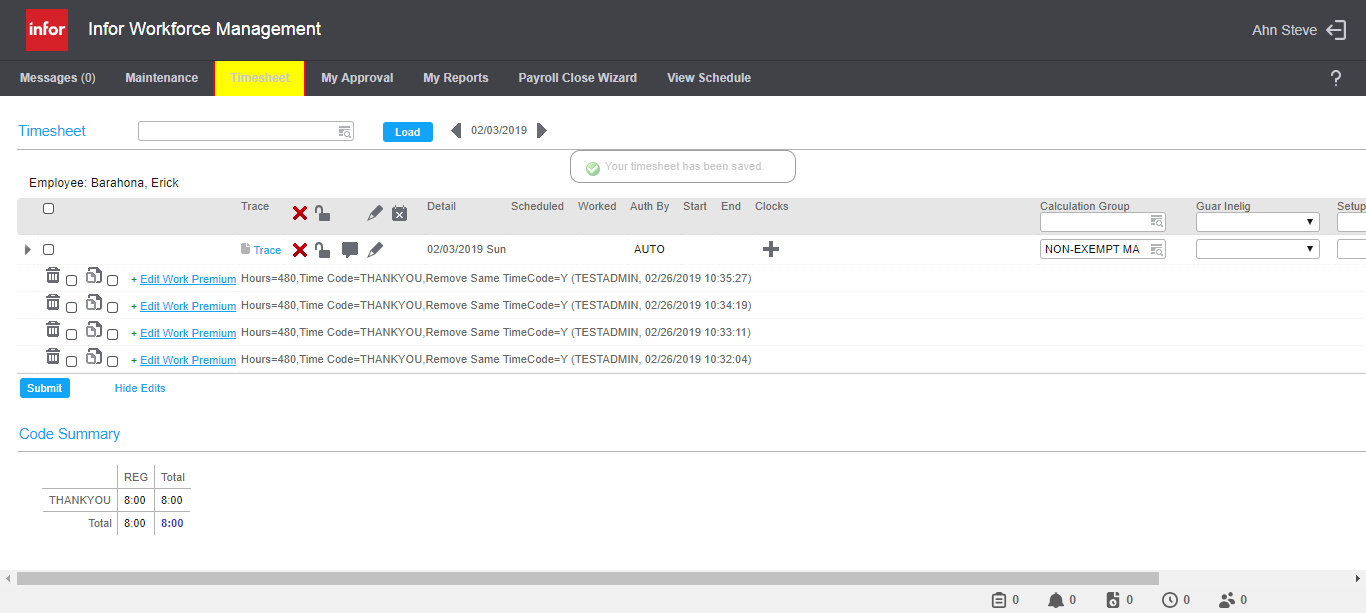 infor Infor Workforce Management Ahn Steve
Messages (0) Maintenance Timesheet My Approval My Reports Payroll Close Wizard View Schedule ?
Timesheet Load 02/03/2019
Your timesheet has been saved.
Employee: Barahona, Erick
Trace Detail Scheduled Worked Auth By Start End Clocks Calculation Group Guar Inelig Setup
Trace 02/03/2019 Sun AUTO NON-EXEMPT MA
+ Edit Work Premium Hours=480,Time Code=THANKYOU,Remove Same TimeCode=Y (TESTADMIN, 02/26/2019 10:35:27)
+ Edit Work Premium Hours=480,Time Code=THANKYOU,Remove Same TimeCode=Y (TESTADMIN, 02/26/2019 10:34:19)
+ Edit Work Premium Hours=480,Time Code=THANKYOU,Remove Same TimeCode=Y (TESTADMIN, 02/26/2019 10:33:11)
+ Edit Work Premium Hours=480,Time Code=THANKYOU,Remove Same TimeCode=Y (TESTADMIN, 02/26/2019 10:32:04)
Submit Hide Edits
Code Summary
REG Total
THANKYOU 8:00 8:00
Total 8:00 8:00
0 0 0 0 0